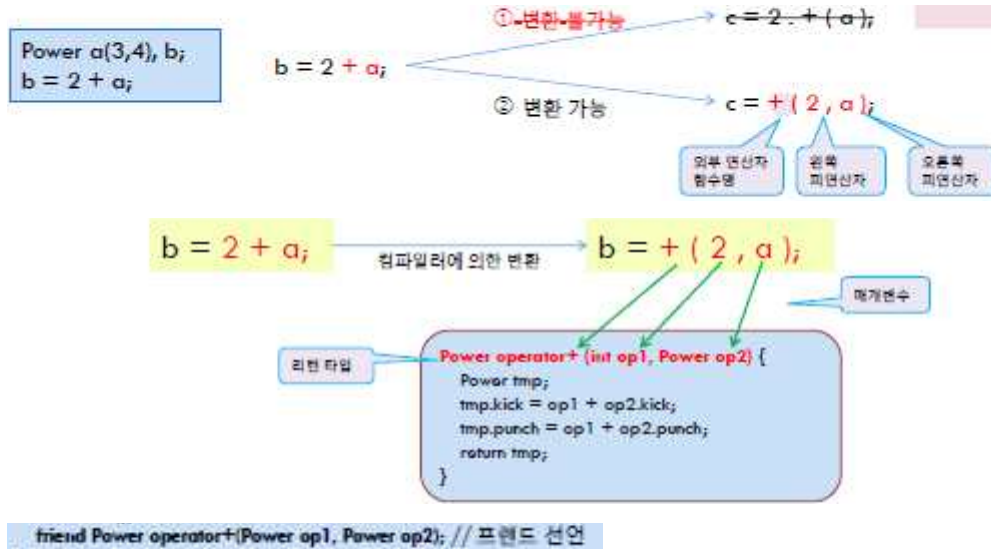 Power a(3,4), b;
b = 2 + a;
b = 2 + a;
① 변환 불가능
c = 2 . + ( a );
② 변환 가능
c = + ( 2 , a );
외부 연산자
함수명
왼쪽
피연산자
오른쪽
피연산자
b = 2 + a;
컴파일러에 의한 변환
b = + ( 2 , a );
매개변수
리턴 타입
Power operator+ (int op1, Power op2) {
Power tmp;
tmp.kick = op1 + op2.kick;
tmp.punch = op1 + op2.punch;
return tmp;
}
friend Power operator+(Power op1, Power op2); // 프렌드 선언